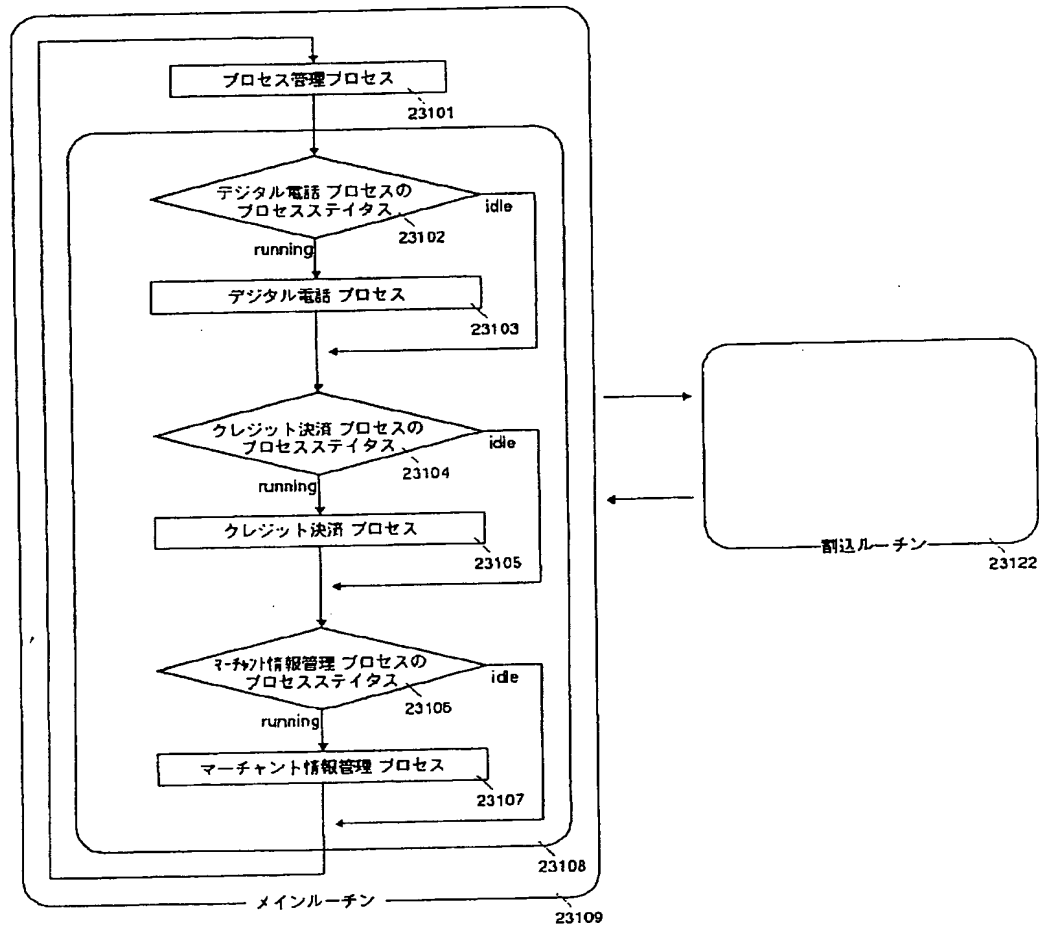 プロセス管理プロセス
23101
デジタル電話 プロセスの
プロセスステイタス
23102
idle
running
デジタル電話 プロセス
23103
クレジット決済 プロセスの
プロセスステイタス
23104
idle
running
クレジット決済 プロセス
23105
マーチャント情報管理 プロセスの
プロセスステイタス
23106
idle
running
マーチャント情報管理 プロセス
23107
23108
メインルーチン
23109
割込ルーチン
23122